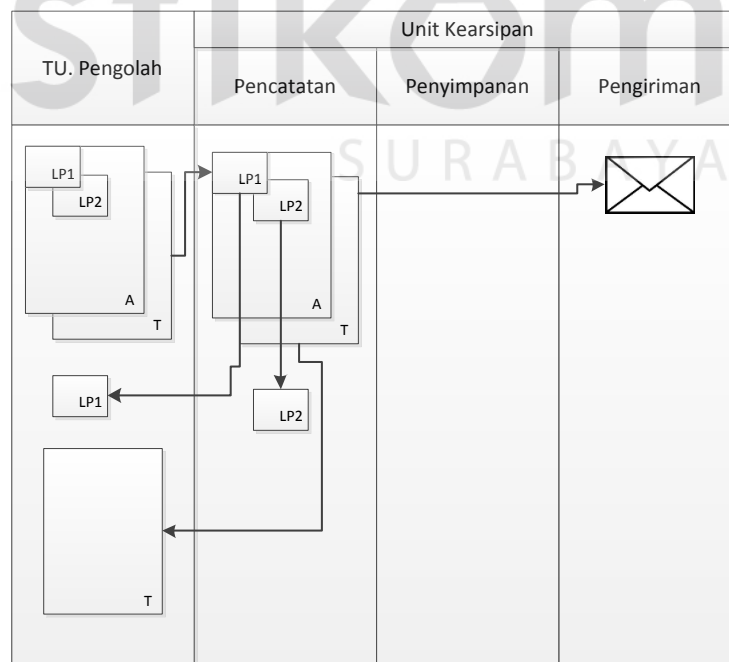 stikom
SURABAYA
Unit Kearsipan
TU. Pengolah
Pencatatan
Penyimpanan
Pengiriman
LP1
LP2
A
T
LP1
LP2
A
T
LP1
LP2
T